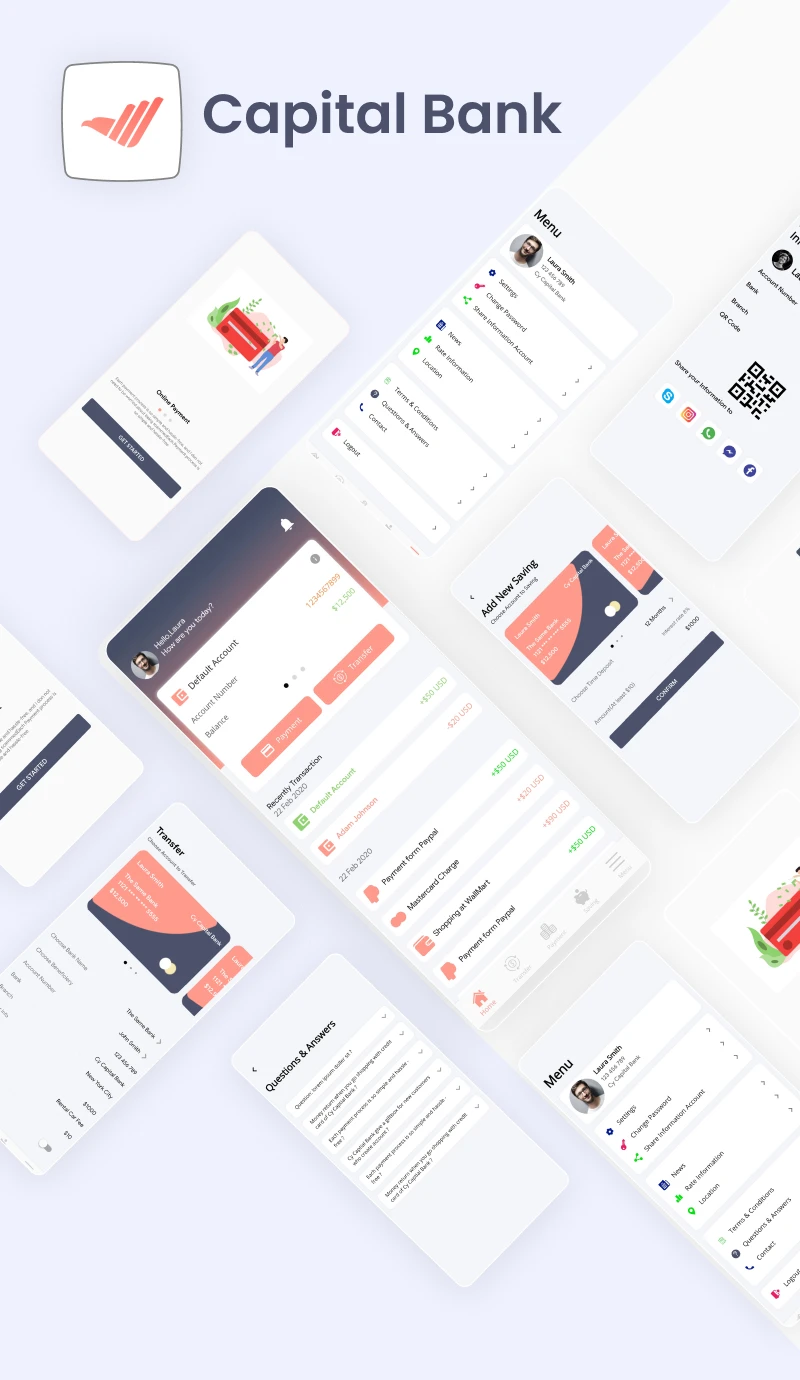 Capital Bank
Online Payment
GET STARTED
Menu
Laura Smith
123 456 789
Cy Capital Bank
Settings
Change Password
Share Information Account
News
Rate Information
Location
Terms & Conditions
Questions & Answers
Contact
Logout
Account Number
Bank
Branch
QR Code
Share your Information to
Hello,Laura
How are you today?
Default Account
Account Number
1234567899
Balance
$12,500
Payment
Transfer
Recently Transaction
22 Feb 2020
Default Account
+$50 USD
Adam Johnson
-$20 USD
22 Feb 2020
Payment form Paypal
+$50 USD
Mastercard Charge
+$20 USD
Shopping at WallMart
+$90 USD
Payment form Paypal
+$50 USD
Home
Transfer
Payment
Saving
Menu
Add New Saving
Choose Account to Saving
Laura Smith
Cy Capital Bank
The Same Bank
1121 **** **** 5555
$12,500
Choose Time Deposit
12 Months
Interest rate 6%
Amount(At least $10)
$1000
CONFIRM
GET STARTED
Transfer
Choose Account to Transfer
Laura Smith
The Same Bank
1121 **** **** 5555
$12,500
Cy Capital Bank
Choose Bank Name
The Same Bank
Choose Beneficiary
John Smith
Account Number
123 456 789
Bank
Cy Capital Bank
Branch
New York City
$1000
Rental Car Fee
$10
Questions & Answers
Question: lorem ipsum doller sit ?
Money return when you go shopping with credit
card of Cy Capital Bank ?
Each payment process is so simple and hassle -
free ?
Cy Capital Bank give a giftbox for new customers
who create account ?
Each payment process is so simple and hassle -
free ?
Money return when you go shopping with credit
card of Cy Capital Bank ?
Menu
Laura Smith
123 456 789
Cy Capital Bank
Settings
Change Password
Share Information Account
News
Rate Information
Location
Terms & Conditions
Questions & Answers
Contact
Logout